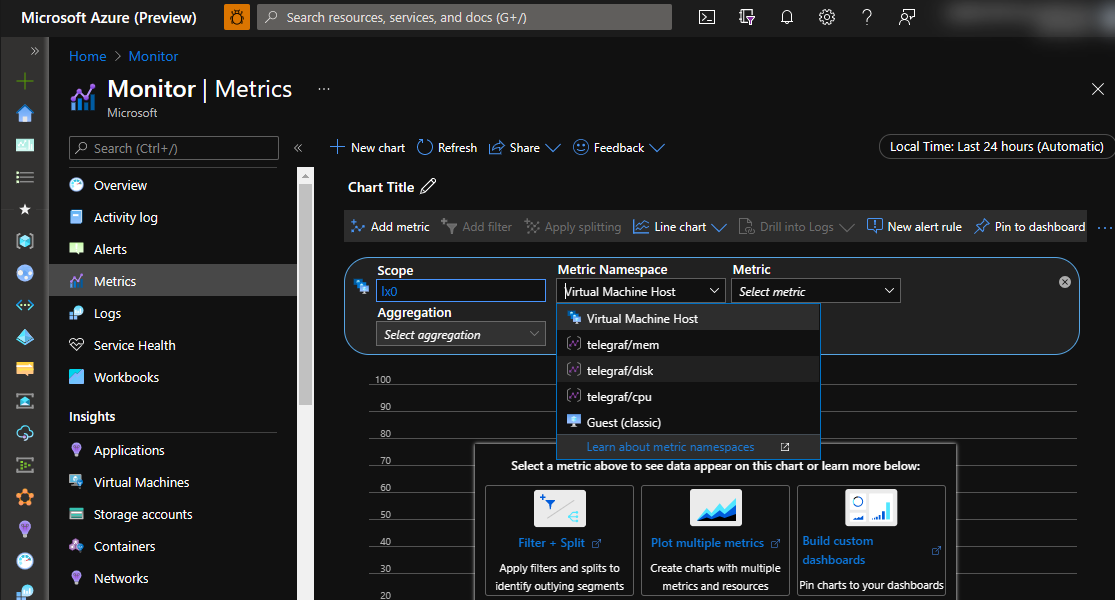 Microsoft Azure (Preview)
Search resources, services, and docs (G+/)
Home > Monitor
Monitor | Metrics ...
Microsoft
Search (Ctrl+/)
Overview
Activity log
Alerts
Metrics
Logs
Service Health
Workbooks
Insights
Applications
Virtual Machines
Storage accounts
Containers
Networks
New chart Refresh Share Feedback
Local Time: Last 24 hours (Automatic)
Chart Title
Add metric Add filter Apply splitting Line chart Drill into Logs New alert rule Pin to dashboard ...
Scope Metric Namespace Metric
lx0 Virtual Machine Host Select metric
Aggregation
Select aggregation
Virtual Machine Host
telegraf/mem
telegraf/disk
telegraf/cpu
Guest (classic)
Learn about metric namespaces
100
90
80
70
60
50
40
30
20
Select a metric above to see data appear on this chart or learn more below:
Filter + Split
Apply filters and splits to
identify outlying segments
Plot multiple metrics
Create charts with multiple
metrics and resources
Build custom
dashboards
Pin charts to your dashboards